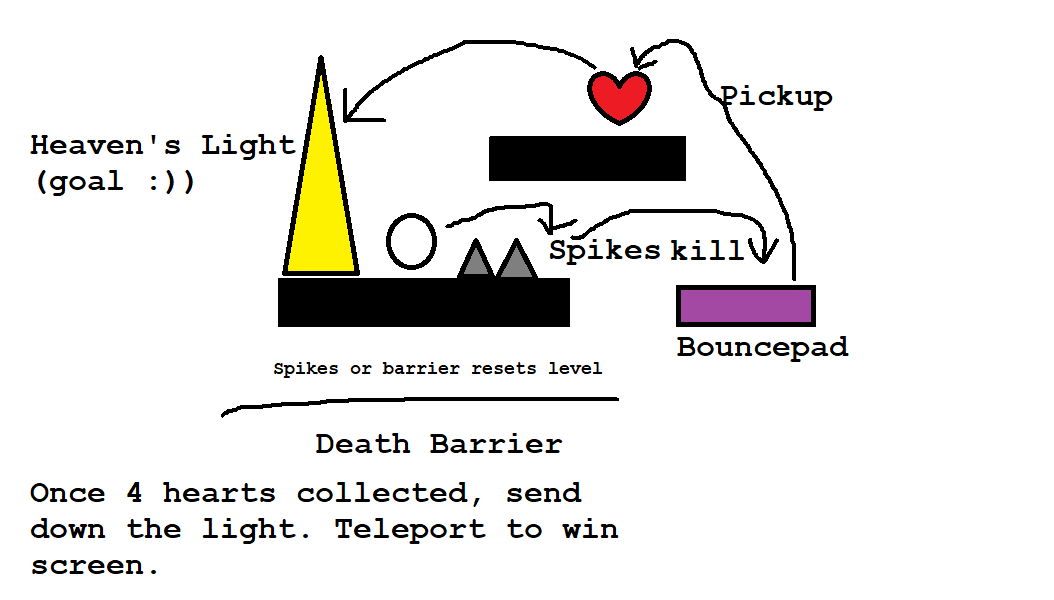 Pickup
Heaven's Light
(goal :))
Spikes kill
Bouncepad
Spikes or barrier resets level
Death Barrier
Once 4 hearts collected, send
down the light. Teleport to win
screen.